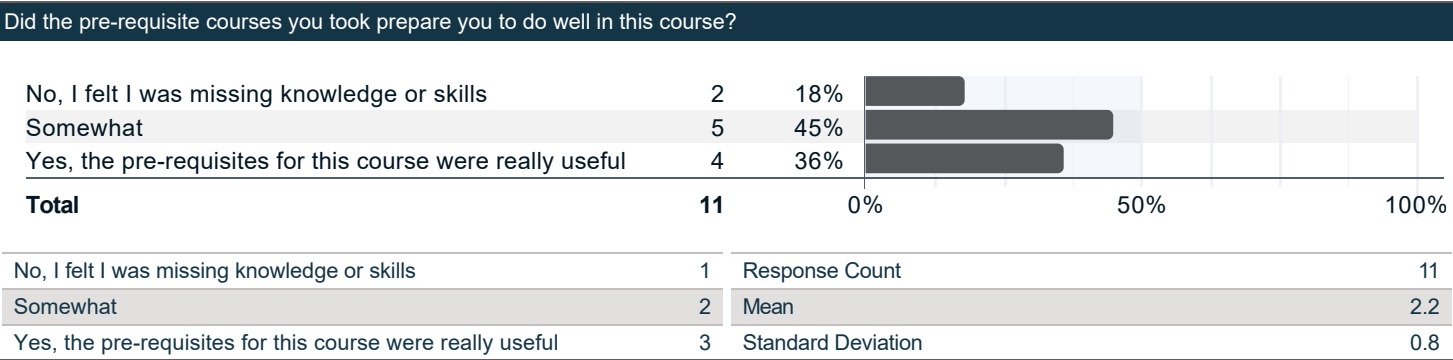 Did the pre-requisite courses you took prepare you to do well in this course?
No, I felt I was missing knowledge or skills 2 18%
Somewhat 5 45%
Yes, the pre-requisites for this course were really useful 4 36%
Total 11 0% 50% 100%
No, I felt I was missing knowledge or skills 1 Response Count 11
Somewhat 2 Mean 2.2
Yes, the pre-requisites for this course were really useful 3 Standard Deviation 0.8